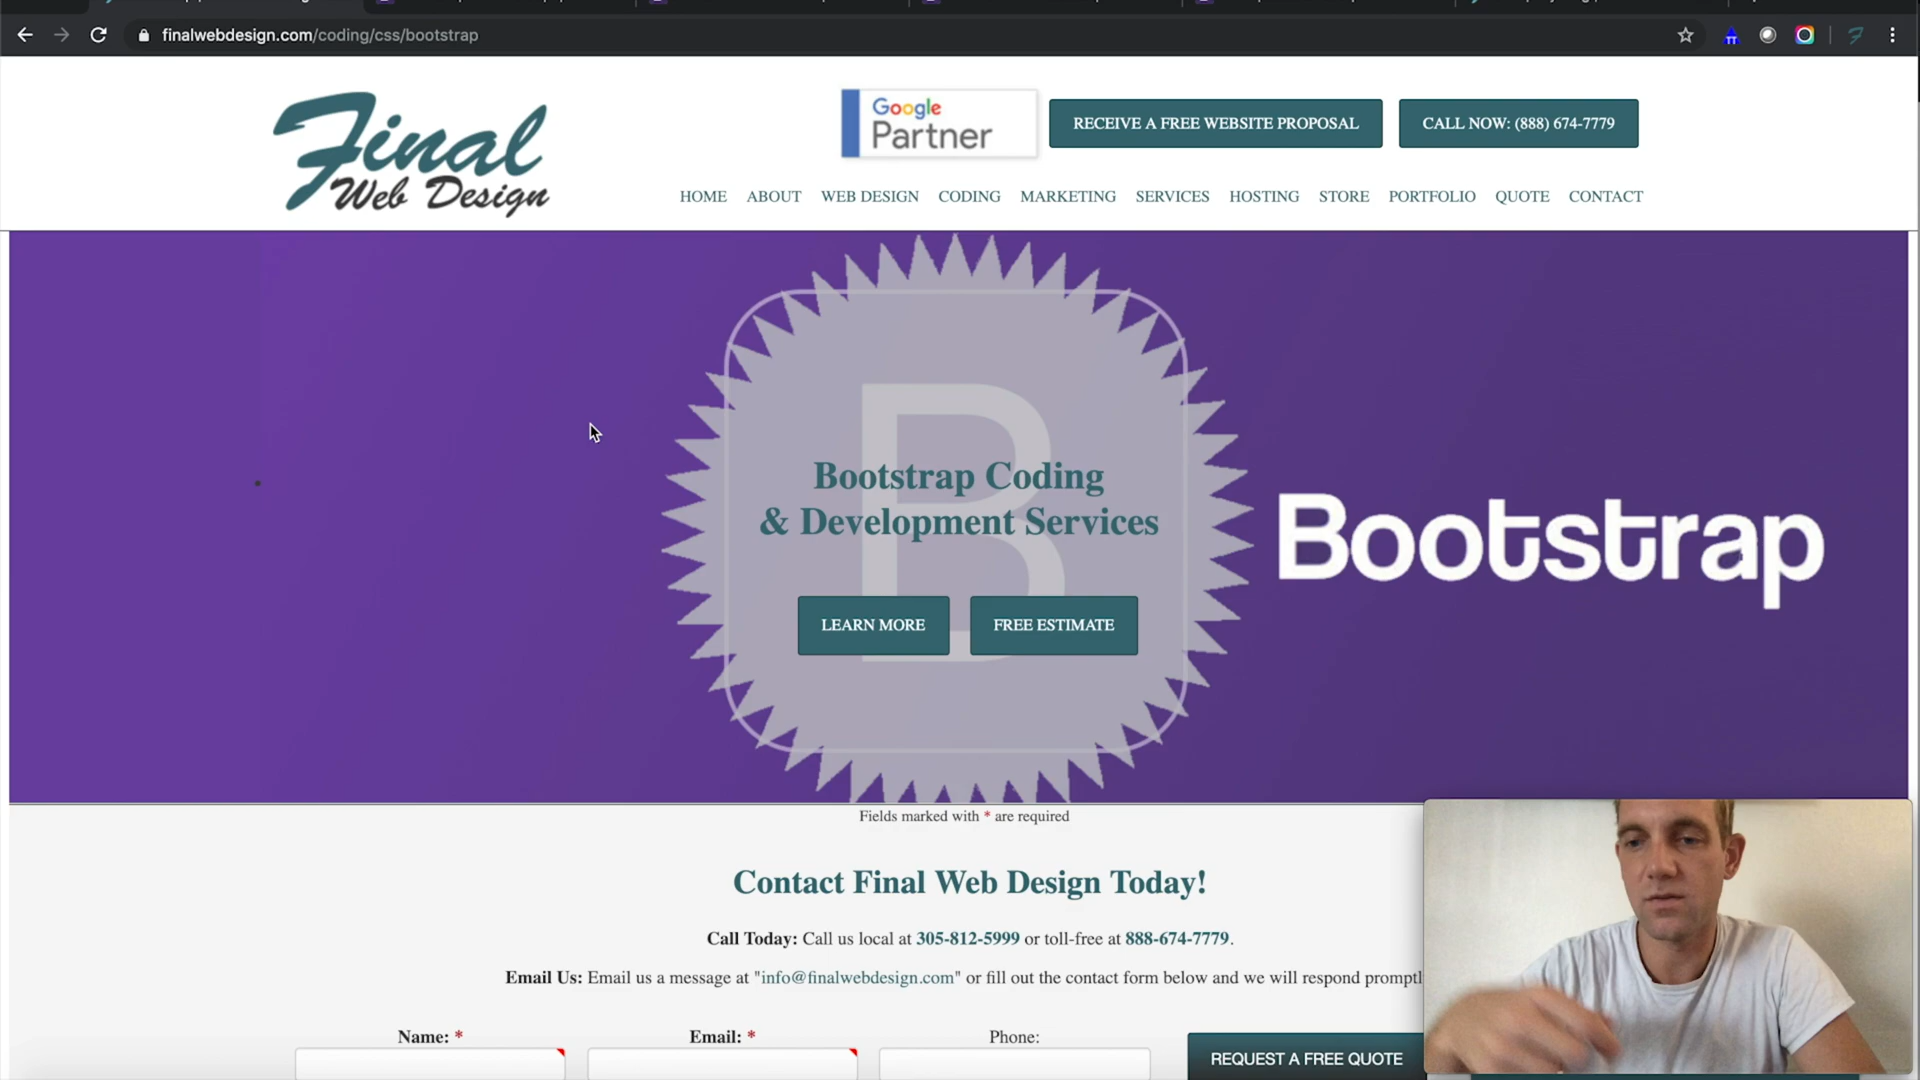 finalwebdesign.com/coding/css/bootstrap
Final
Web Design
Google
Partner
RECEIVE A FREE WEBSITE PROPOSAL
CALL NOW: (888) 674-7779
HOME ABOUT WEB DESIGN CODING MARKETING SERVICES HOSTING STORE PORTFOLIO QUOTE CONTACT
B
Bootstrap Coding
& Development Services
Bootstrap
LEARN MORE FREE ESTIMATE
Fields marked with * are required
Contact Final Web Design Today!
Call Today: Call us local at 305-812-5999 or toll-free at 888-674-7779.
Email Us: Email us a message at "info@finalwebdesign.com" or fill out the contact form below and we will respond
Name: * Email: * Phone:
REQUEST A FREE QUOTE